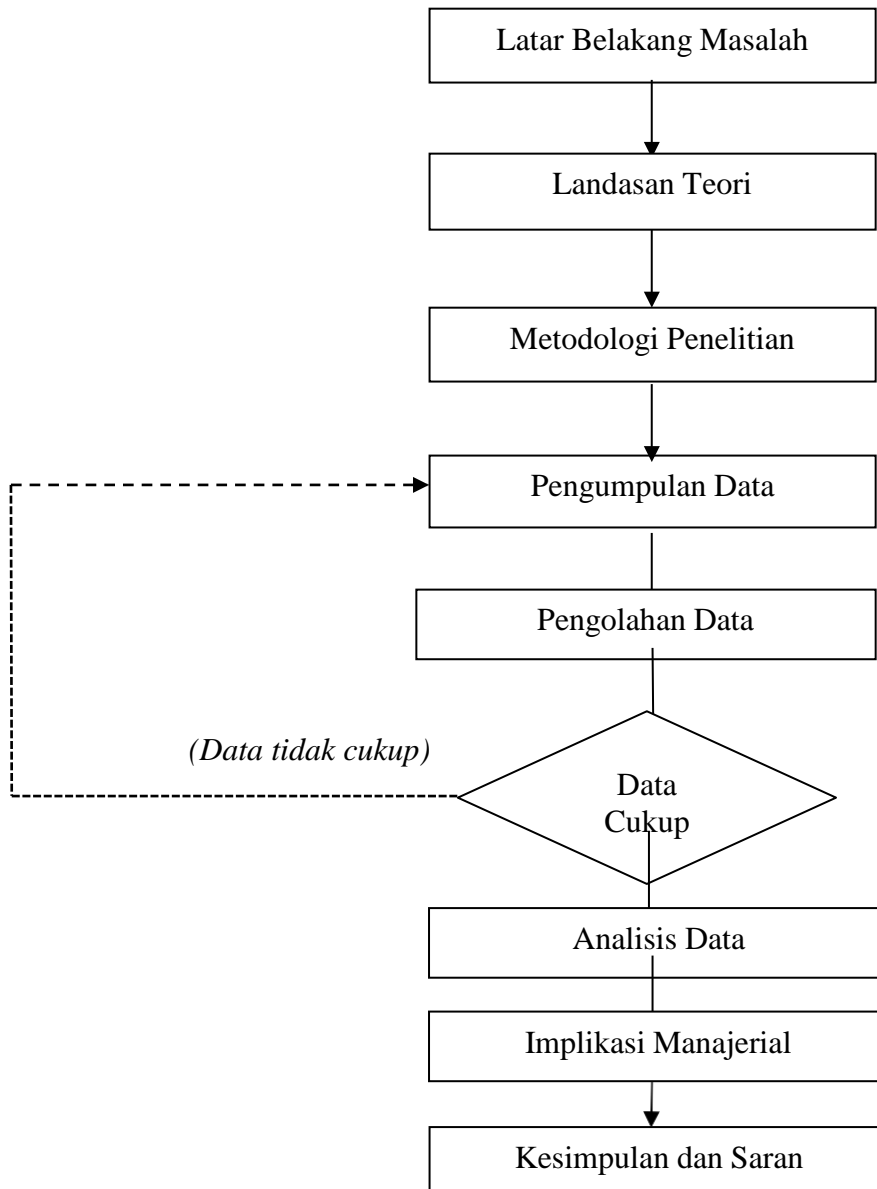 Latar Belakang Masalah
Landasan Teori
Metodologi Penelitian
Pengumpulan Data
Pengolahan Data
(Data tidak cukup)
Data
Cukup
Analisis Data
Implikasi Manajerial
Kesimpulan dan Saran